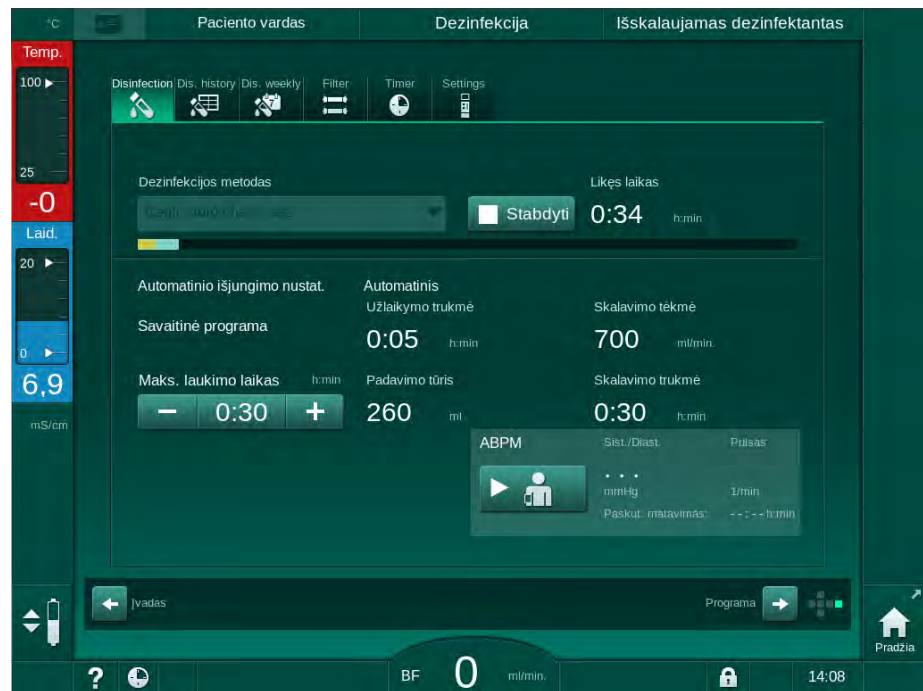 °C Paciento vardas Dezinfekcija Išskalaujamas dezinfektantas
Temp.
100
25
-0
Laid.
20
0
6,9
mS/cm
Disinfection Dis. history Dis. weekly Filter Timer Settings
7
Dezinfekcijos metodas
Stabdyti
Likęs laikas
0:34 h:min
Automatinio išjungimo nustat. Automatinis
Savaitinė programa
Užlaikymo trukmė
0:05 h:min
Skalavimo tėkmė
700 ml/min.
Maks. laukimo laikas h:min
− 0:30 +
Padavimo tūris
260 ml
Skalavimo trukmė
0:30 h:min
ABPM Sist./Diast. Pulsas
. . .
mmHg 1/min
Paskut. matavimas: --:--h:min
Įvadas Programa
Pradžia
? BF 0 ml/min. 14:08